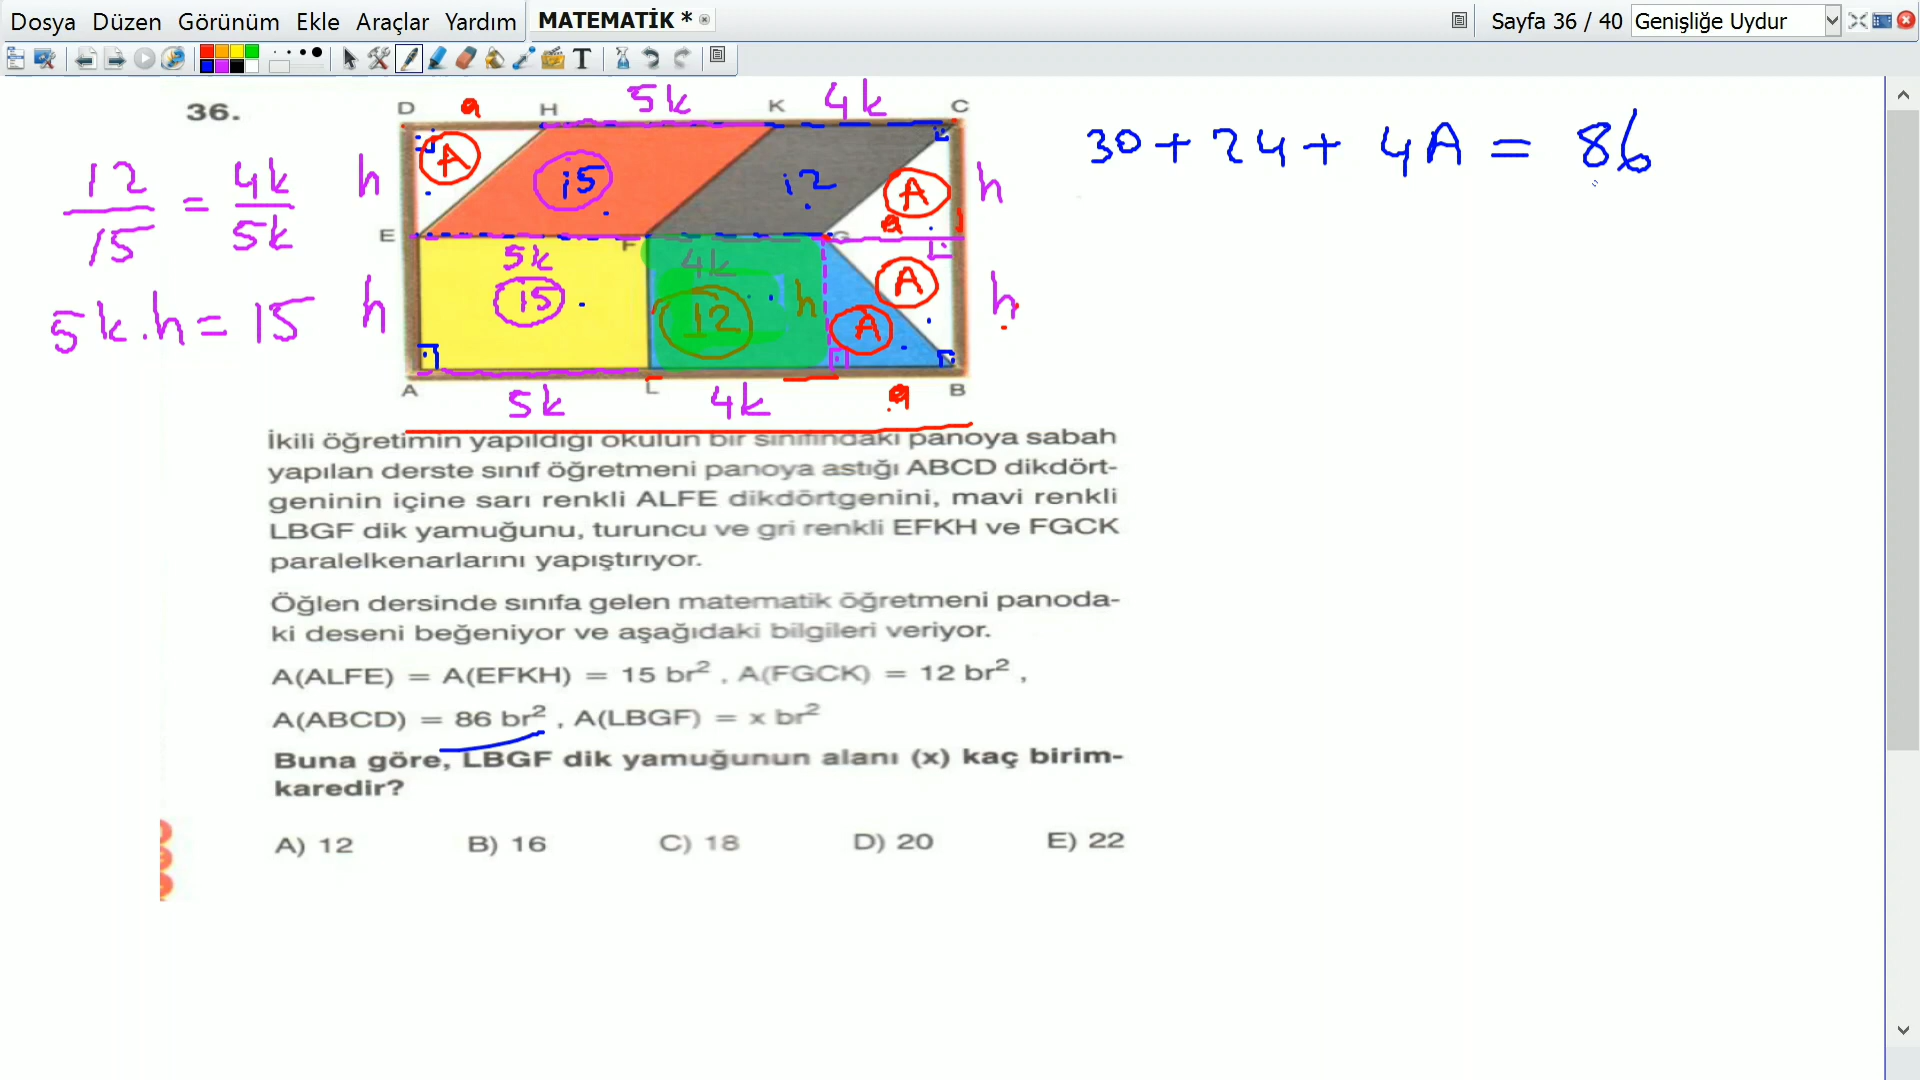 Dosya Düzen Görünüm Ekle Araçlar Yardım MATEMATİK * Sayfa 36 / 40 Genişliğe Uydur
36.
D a H 5k K 4k C
30 + 24 + 4A = 86
12/15 = 4k/5k
h A 15 12 A h
a
E F G
5k 4k
5k.h = 15 h 15 12 h A A h
A L B
5k 4k a
İkili öğretimin yapıldığı okulun bir sınıfındaki panoya sabah
yapılan derste sınıf öğretmeni panoya astığı ABCD dikdört-
geninin içine sarı renkli ALFE dikdörtgenini, mavi renkli
LBGF dik yamuğunu, turuncu ve gri renkli EFKH ve FGCK
paralelkenarlarını yapıştırıyor.
Öğlen dersinde sınıfa gelen matematik öğretmeni panoda-
ki deseni beğeniyor ve aşağıdaki bilgileri veriyor.
A(ALFE) = A(EFKH) = 15 br² , A(FGCK) = 12 br² ,
A(ABCD) = 86 br² , A(LBGF) = x br²
Buna göre, LBGF dik yamuğunun alanı (x) kaç birim-
karedir?
A) 12 B) 16 C) 18 D) 20 E) 22